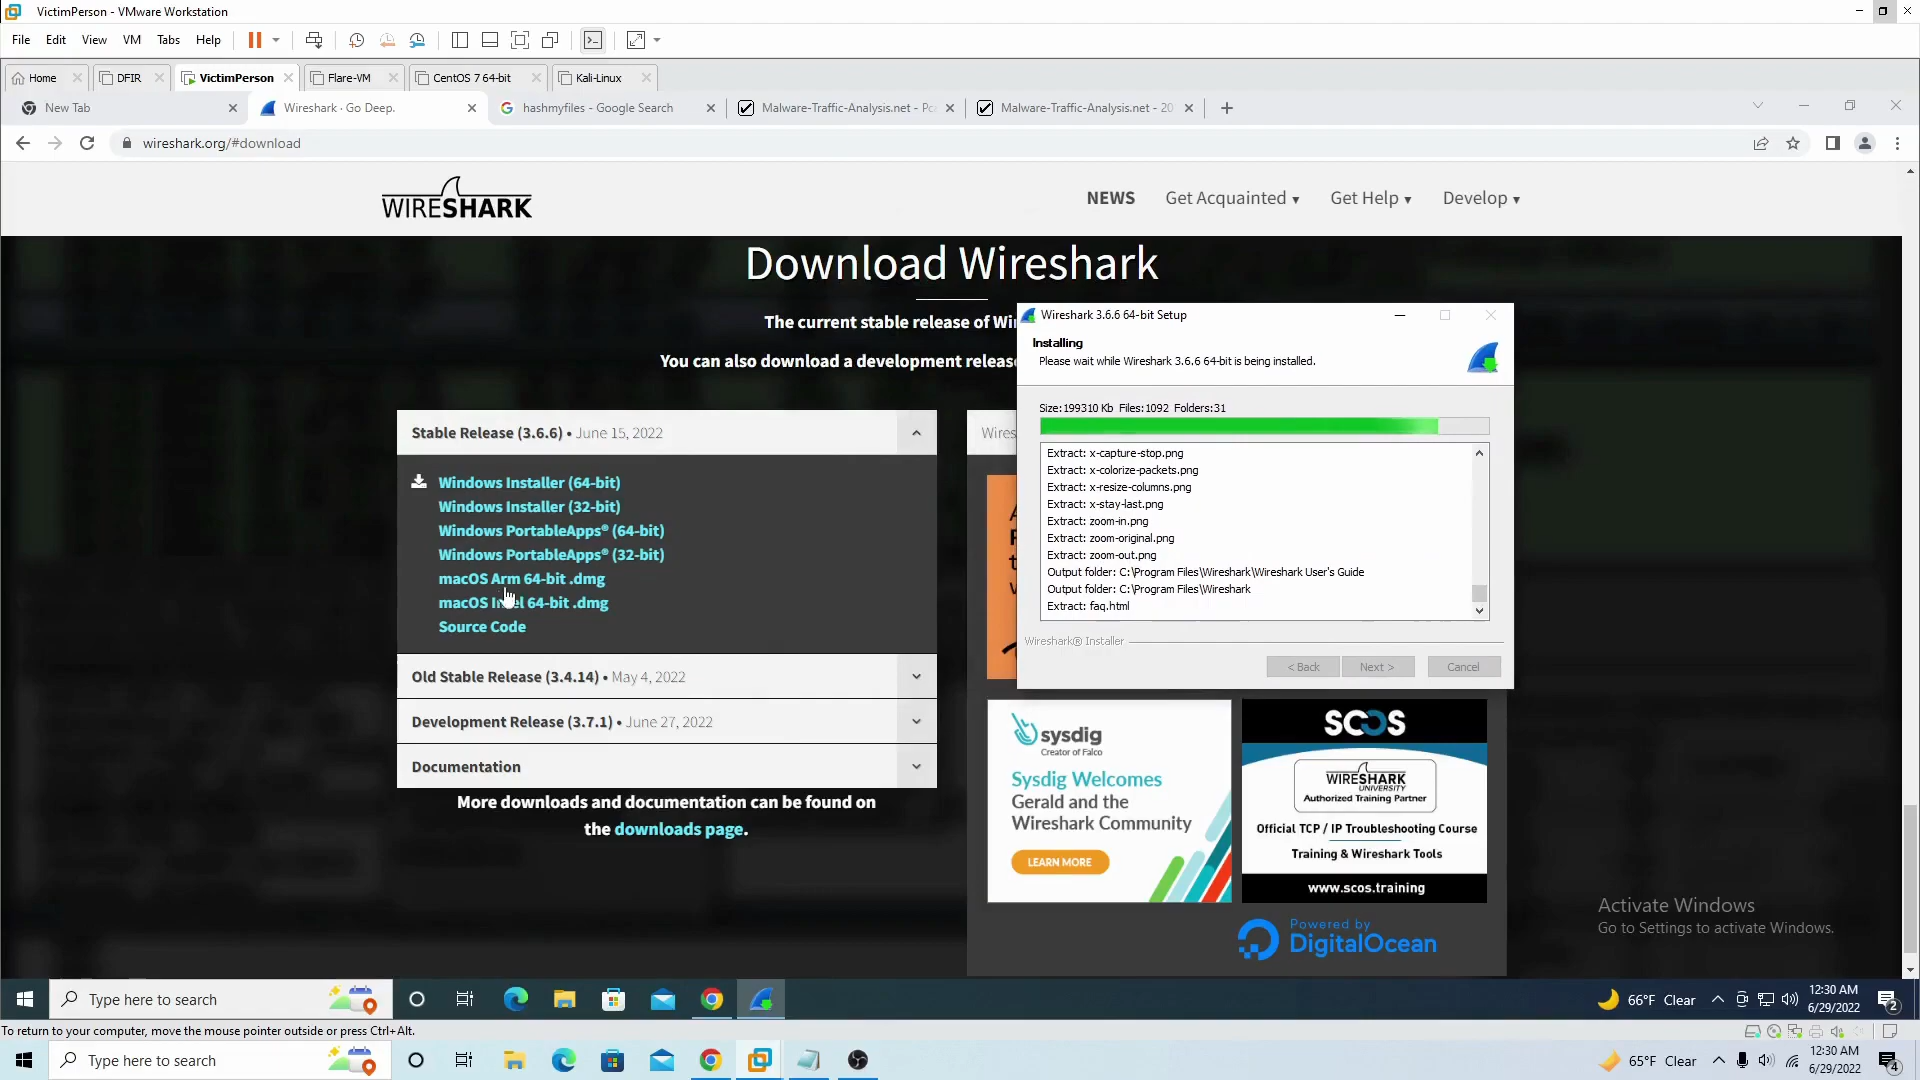 VictimPerson - VMware Workstation
File Edit View VM Tabs Help
Home DFIR VictimPerson Flare-VM CentOS 7 64-bit Kali-Linux
New Tab Wireshark · Go Deep. hashmyfiles - Google Search Malware-Traffic-Analysis.net - Pc Malware-Traffic-Analysis.net - 20
wireshark.org/#download
WIRESHARK NEWS Get Acquainted Get Help Develop
Download Wireshark
The current stable release of Wi
You can also download a development release
Stable Release (3.6.6) • June 15, 2022
Windows Installer (64-bit)
Windows Installer (32-bit)
Windows PortableApps® (64-bit)
Windows PortableApps® (32-bit)
macOS Arm 64-bit .dmg
macOS Intel 64-bit .dmg
Source Code
Old Stable Release (3.4.14) • May 4, 2022
Development Release (3.7.1) • June 27, 2022
Documentation
More downloads and documentation can be found on
the downloads page.
Wires
Wireshark 3.6.6 64-bit Setup
Installing
Please wait while Wireshark 3.6.6 64-bit is being installed.
Size:199310 Kb Files:1092 Folders:31
Extract: x-capture-stop.png
Extract: x-colorize-packets.png
Extract: x-resize-columns.png
Extract: x-stay-last.png
Extract: zoom-in.png
Extract: zoom-original.png
Extract: zoom-out.png
Output folder: C:\Program Files\Wireshark\Wireshark User's Guide
Output folder: C:\Program Files\Wireshark
Extract: faq.html
Wireshark® Installer
< Back Next > Cancel
sysdig
Creator of Falco
Sysdig Welcomes
Gerald and the
Wireshark Community
LEARN MORE
SCOS
WIRESHARK
UNIVERSITY
Authorized Training Partner
Official TCP / IP Troubleshooting Course
Training & Wireshark Tools
www.scos.training
Powered by
DigitalOcean
Activate Windows
Go to Settings to activate Windows.
Type here to search 66°F Clear 12:30 AM
6/29/2022 2
To return to your computer, move the mouse pointer outside or press Ctrl+Alt.
Type here to search 65°F Clear 12:30 AM
6/29/2022 4